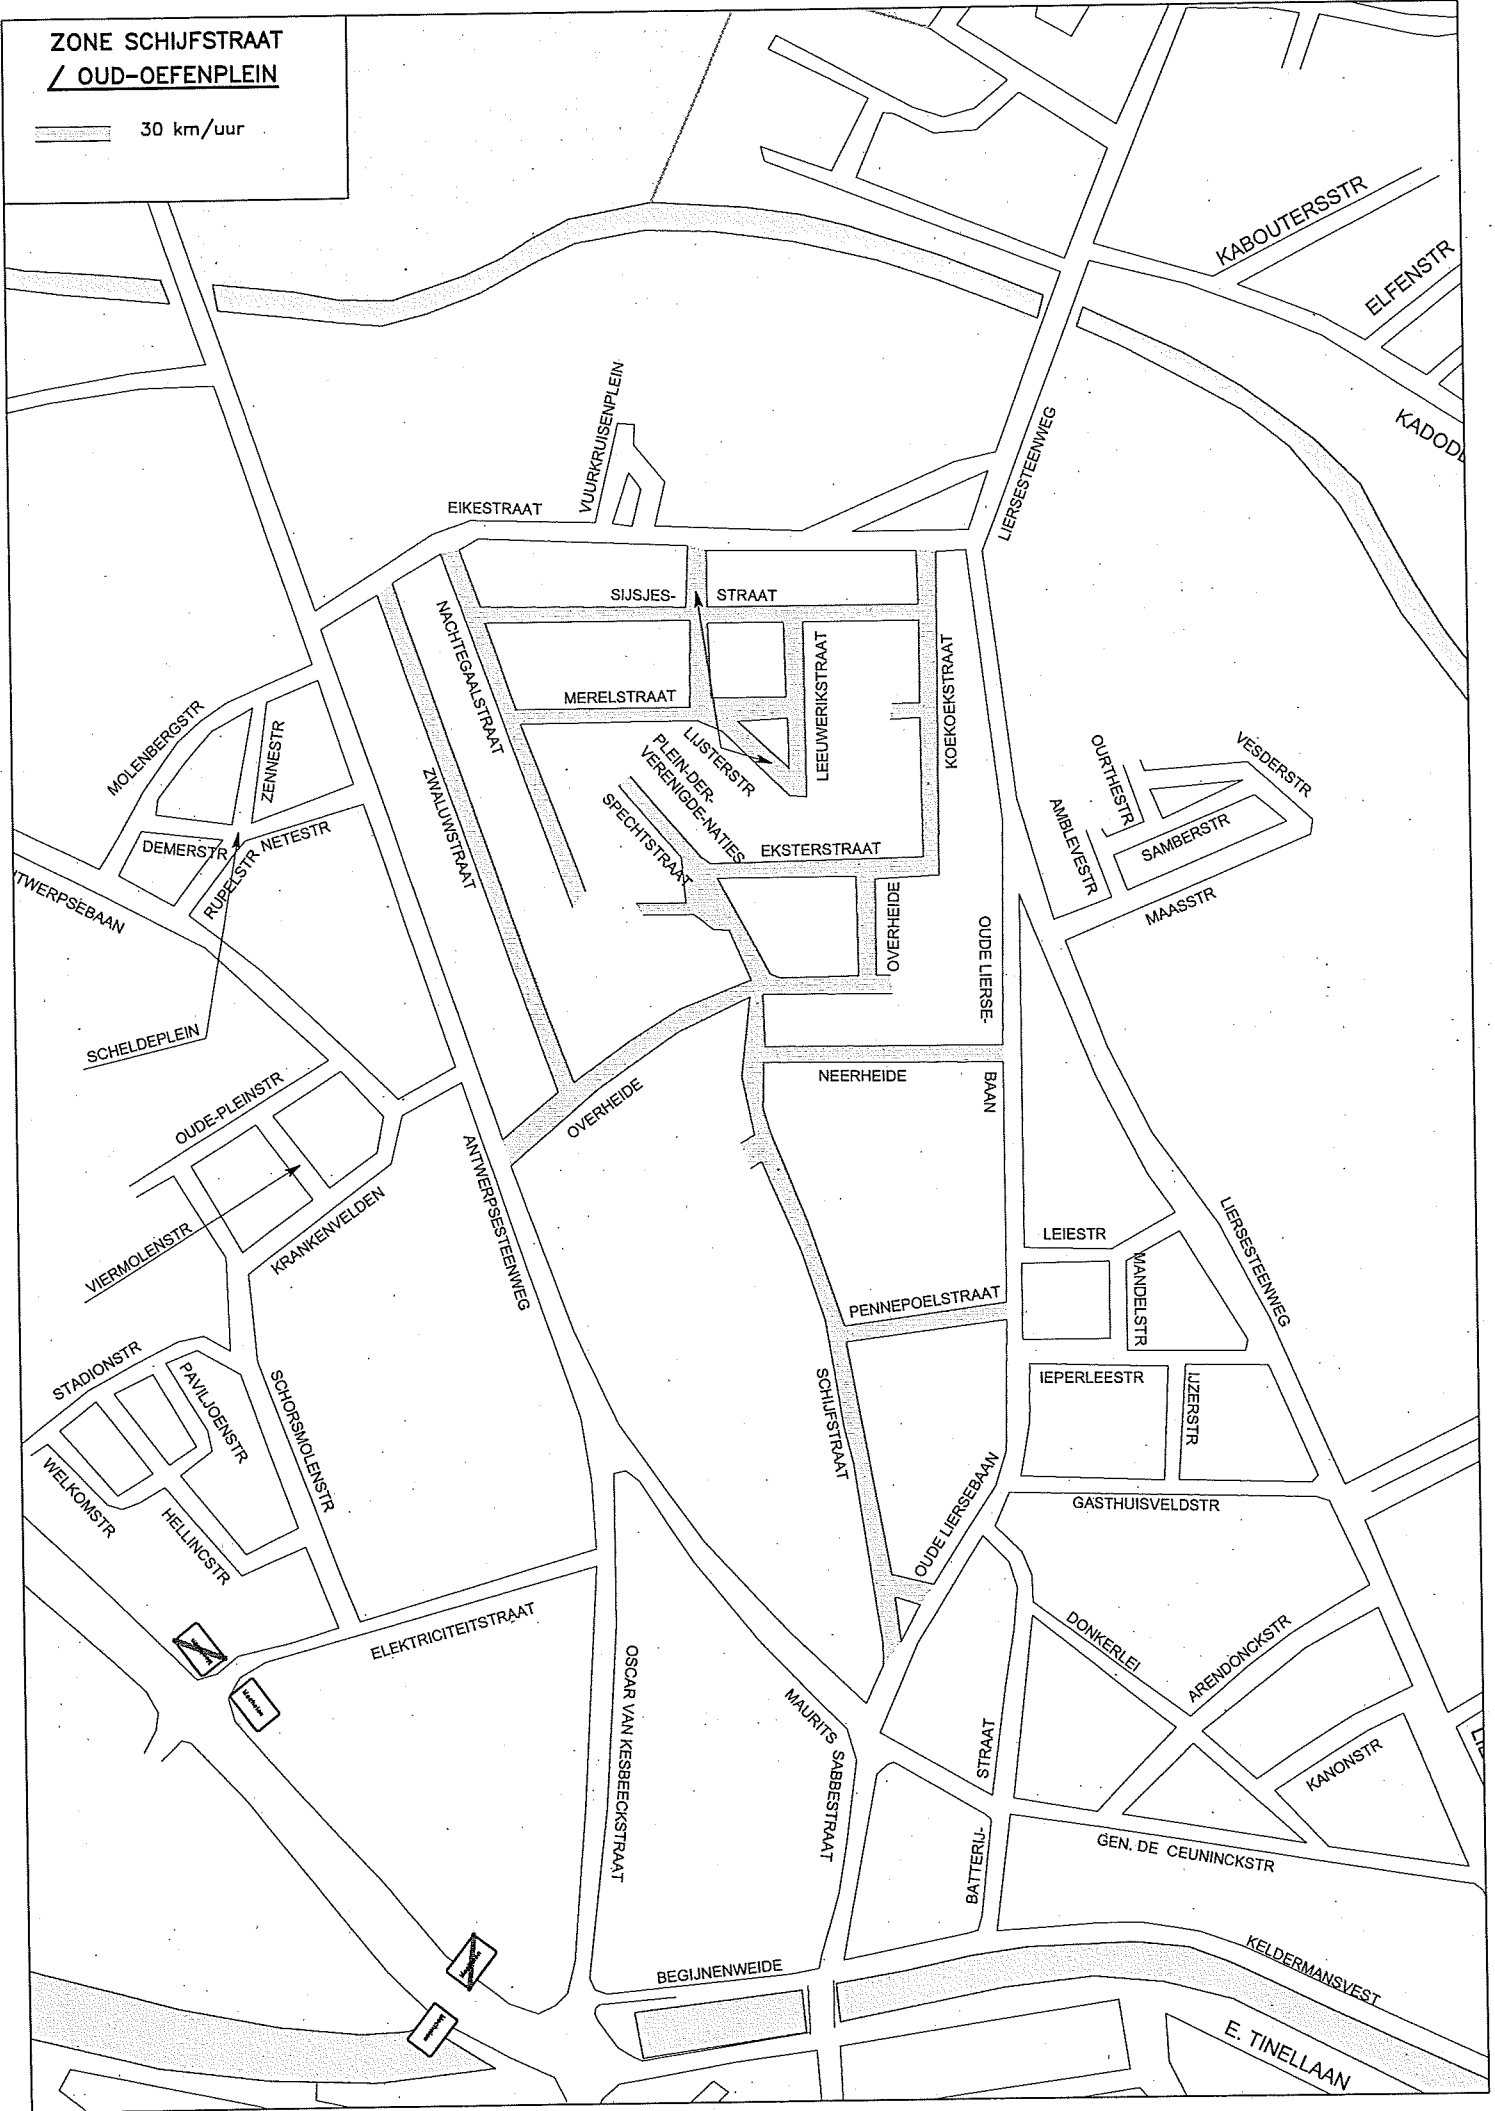 ZONE SCHIJFSTRAAT
/ OUD-OEFENPLEIN
30 km/uur
KABOUTERSSTR
ELFENSTR
KADOD
VUURKRUISENPLEIN
LIERSESTEENWEG
EIKESTRAAT
SIJSJES- STRAAT
NACHTEGAALSTRAAT
MERELSTRAAT
LEEUWERIKSTRAAT
KOEKOEKSTRAAT
MOLENBERGSTR
ZENNESTR
LIJSTERSTR
PLEIN-DER-
VERENIGDE-NATIES
OURTHESTR
VESDERSTR
ZWALUWSTRAAT
SPECHTSTRAAT
AMBLEVESTR
SAMBERSTR
DEMERSTR
NETESTR
RUPELSTR
EKSTERSTRAAT
TWERPSEBAAN
OVERHEIDE
MAASSTR
OUDE LIERSE-
BAAN
SCHELDEPLEIN
NEERHEIDE
OUDE-PLEINSTR
OVERHEIDE
ANTWERPSESTEENWEG
VIERMOLENSTR
KRANKENVELDEN
LEIESTR
MANDELSTR
LIERSESTEENWEG
PENNEPOELSTRAAT
STADIONSTR
PAVILJOENSTR
SCHORSMOLENSTR
SCHIJFSTRAAT
IEPERLEESTR
IJZERSTR
WELKOMSTR
HELLINCSTR
OUDE LIERSEBAAN
GASTHUISVELDSTR
ELEKTRICITEITSTRAAT
DONKERLEI
ARENDONCKSTR
OSCAR VAN KESBEECKSTRAAT
MAURITS SABBESTRAAT
BATTERIJ-
STRAAT
KANONSTR
GEN. DE CEUNINCKSTR
BEGIJNENWEIDE
KELDERMANSVEST
E. TINELLAAN